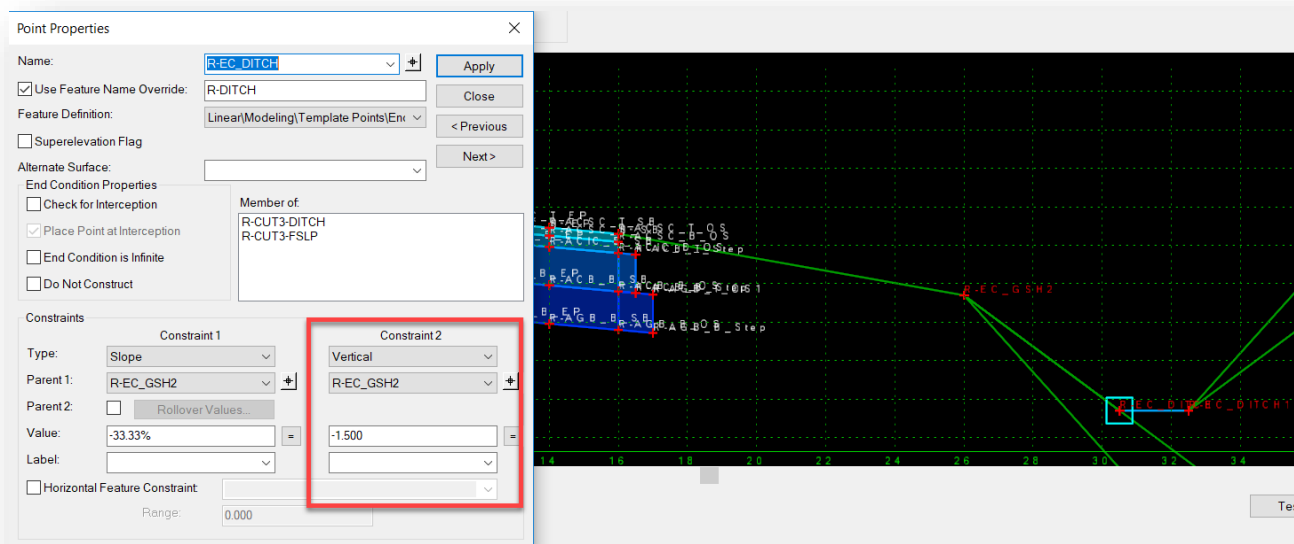 Point Properties
Name:
R-EC_DITCH
Apply
Use Feature Name Override:
R-DITCH
Close
Feature Definition:
Linear\Modeling\Template Points\End
< Previous
Superelevation Flag
Next >
Alternate Surface:
End Condition Properties
Check for Interception
Place Point at Interception
End Condition is Infinite
Do Not Construct
Member of:
R-CUT3-DITCH
R-CUT3-FSLP
Constraints
Constraint 1
Constraint 2
Type:
Slope
Vertical
Parent 1:
R-EC_GSH2
R-EC_GSH2
Parent 2:
Rollover Values...
Value:
-33.33%
=
-1.500
=
Label:
Horizontal Feature Constraint:
Range:
0.000
R-EC_GSH2
14 16 18 20 22 24 26 28 30 32 34
Tes